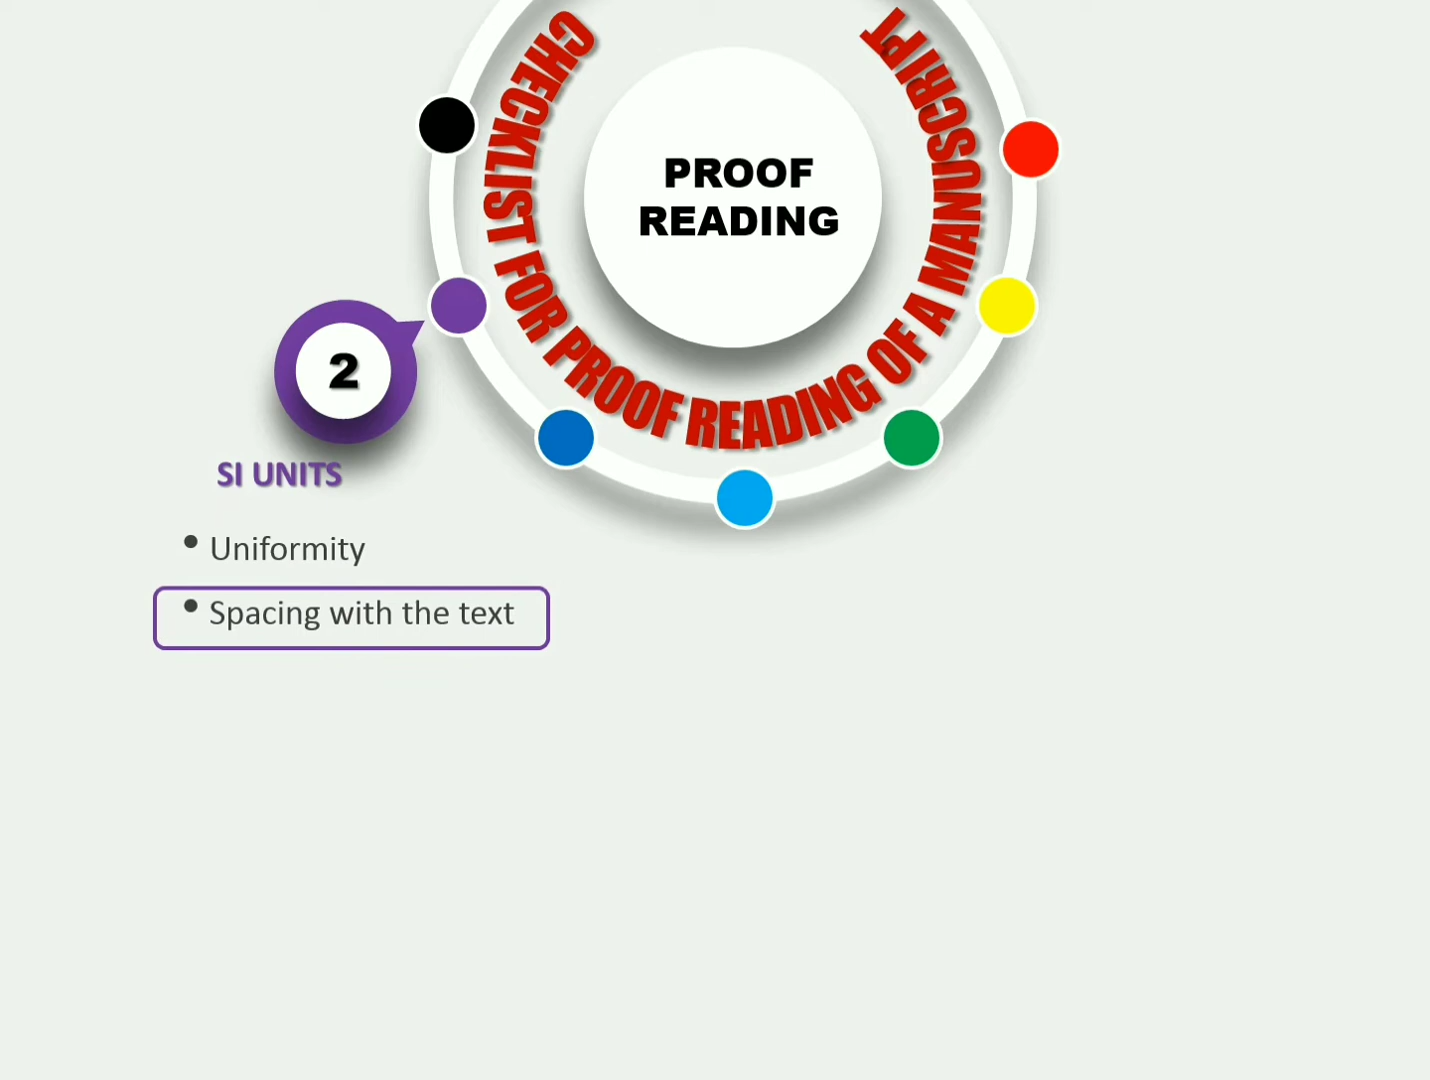 CHECKLIST FOR PROOF READING OF A MANUSCRIPT
PROOF
READING
2
SI UNITS
• Uniformity
• Spacing with the text